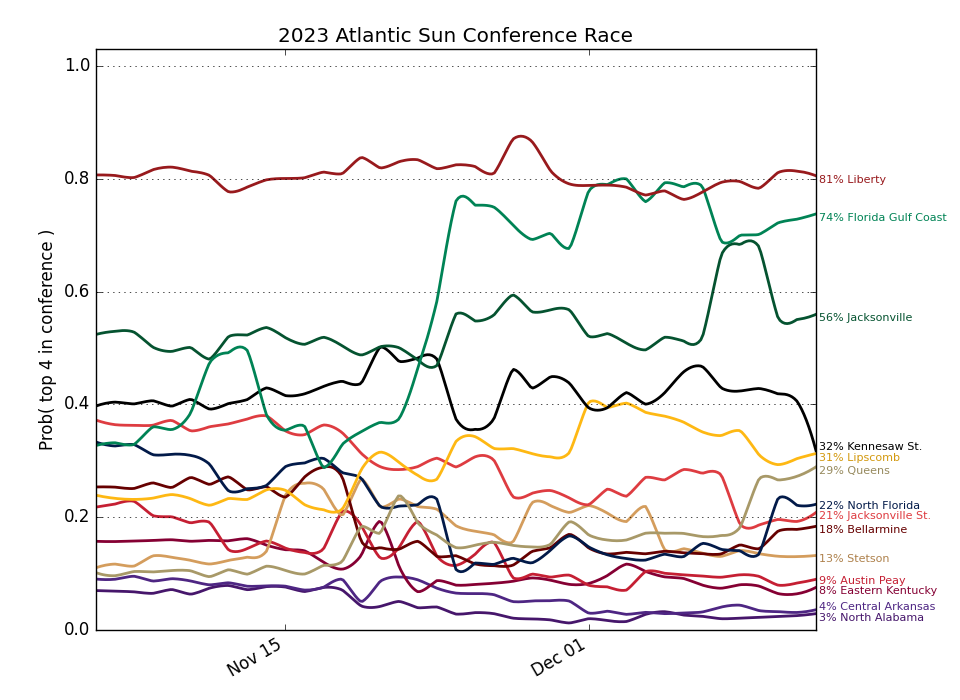 2023 Atlantic Sun Conference Race
Prob( top 4 in conference )
1.0
0.8
0.6
0.4
0.2
0.0
Nov 15
Dec 01
81% Liberty
74% Florida Gulf Coast
56% Jacksonville
32% Kennesaw St.
31% Lipscomb
29% Queens
22% North Florida
21% Jacksonville St.
18% Bellarmine
13% Stetson
9% Austin Peay
8% Eastern Kentucky
4% Central Arkansas
3% North Alabama